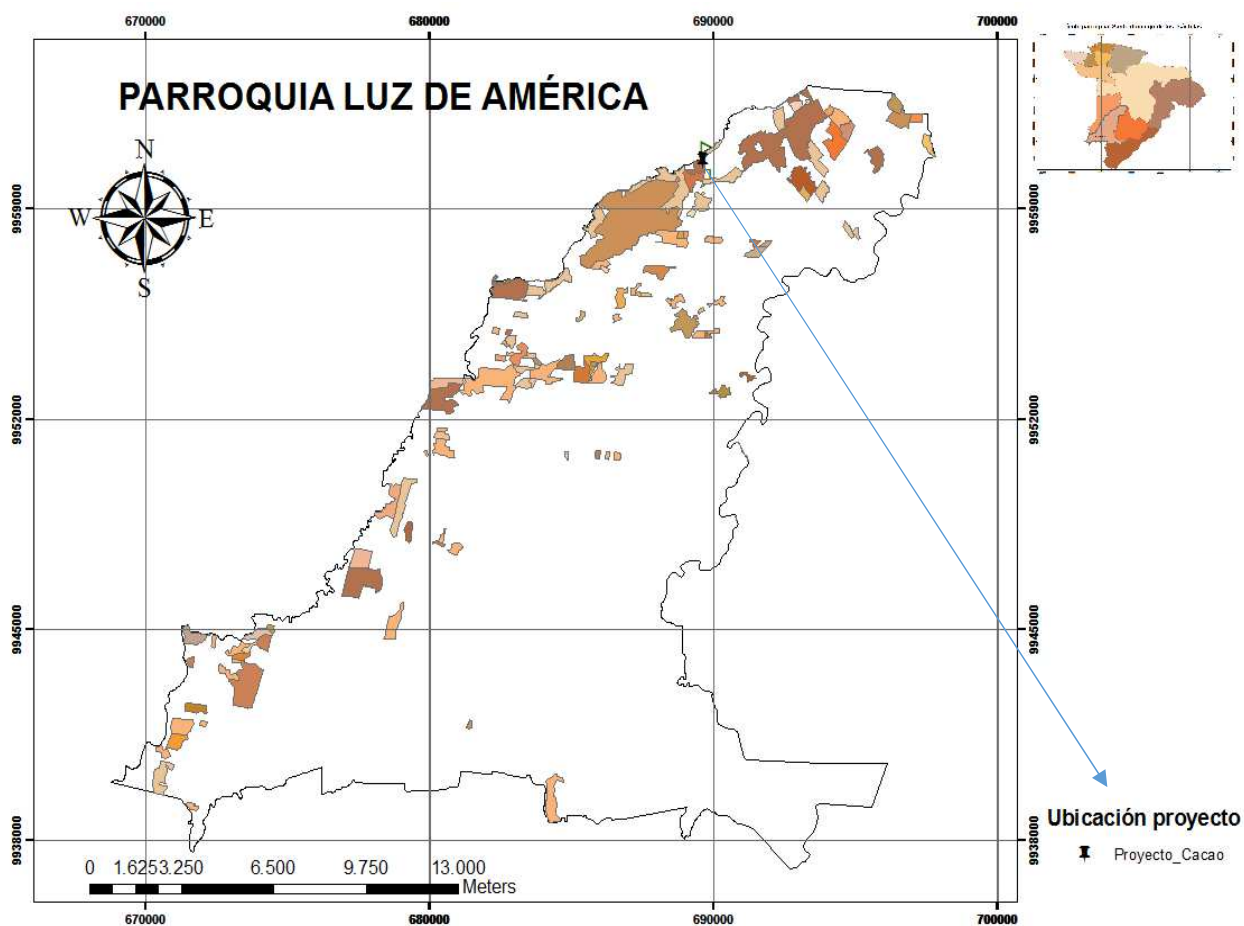 670000 680000 690000 700000
PARROQUIA LUZ DE AMÉRICA
N
W E
S
9959000 9959000
9952000 9952000
9945000 9945000
9938000 9938000
0 1.6253.250 6.500 9.750 13.000
Meters
670000 680000 690000 700000
Ubicación proyecto
Proyecto_Cacao